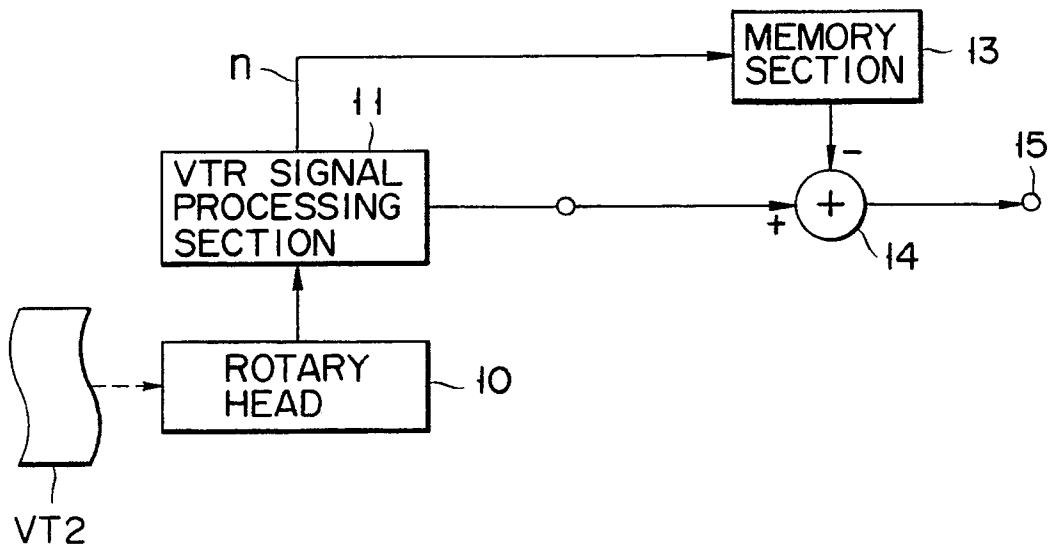 MEMORY
SECTION
13
n
11
VTR SIGNAL
PROCESSING
SECTION
-
+
+
15
14
ROTARY
HEAD
10
VT2